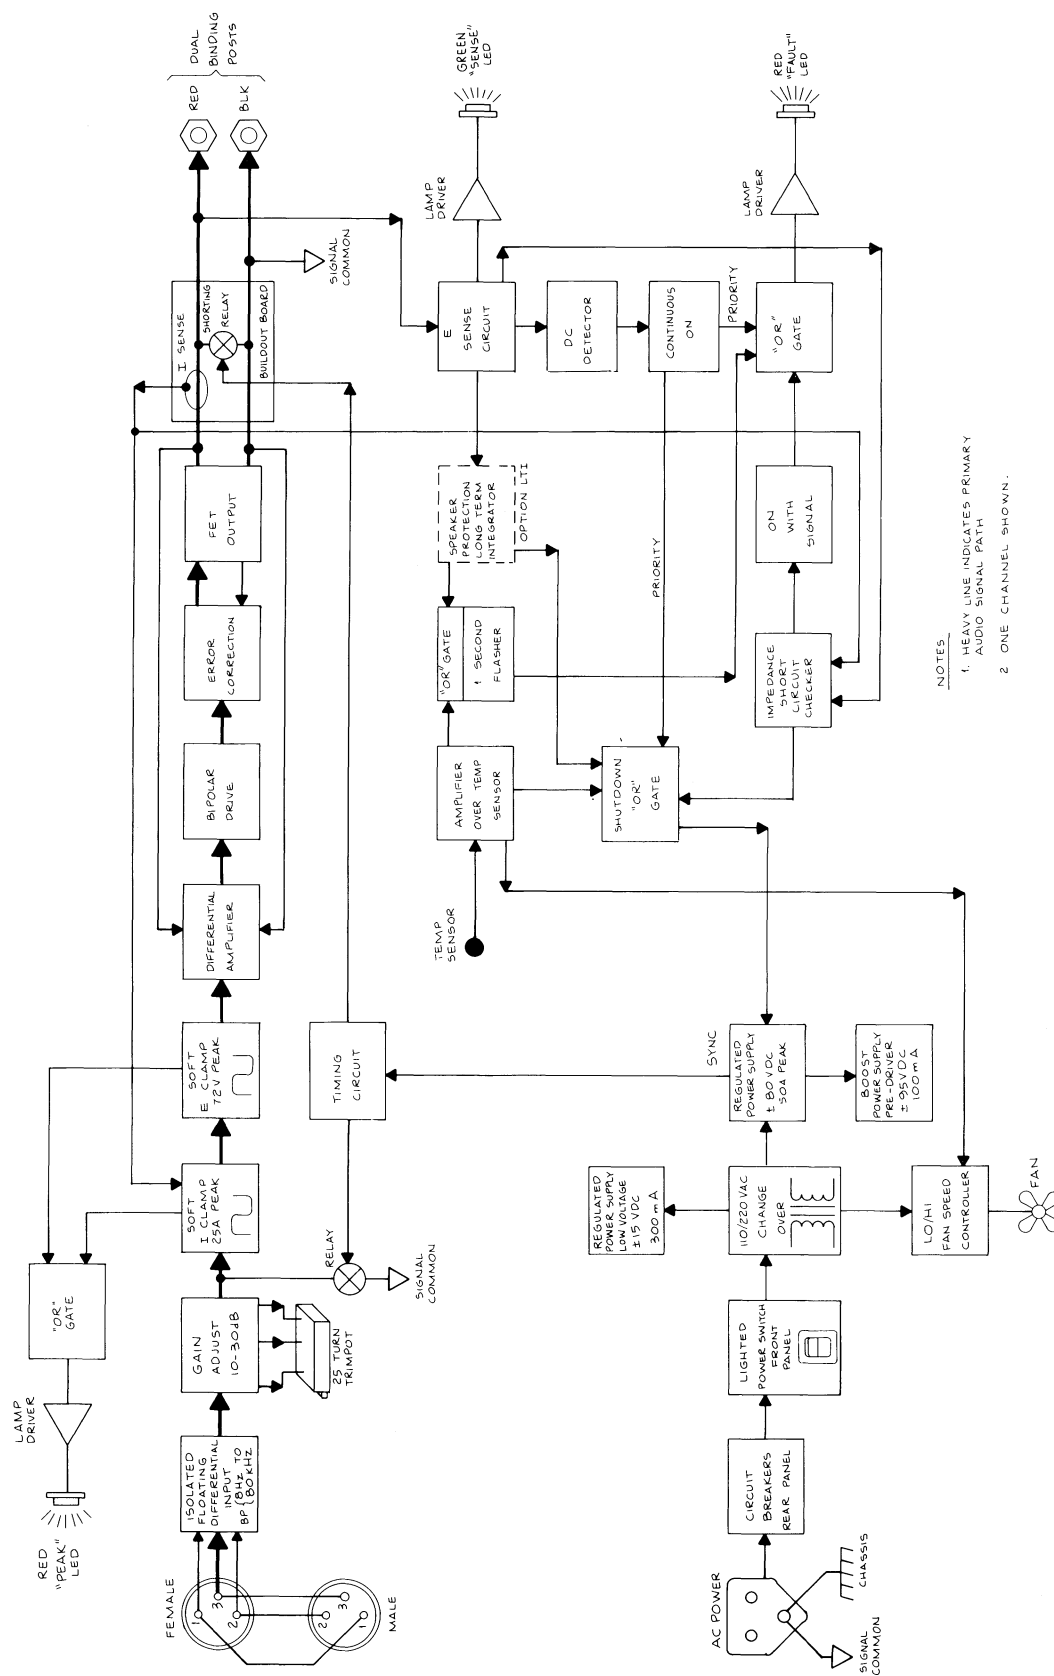 RED
"PEAK"
LED
LAMP
DRIVER
"OR"
GATE
FEMALE
1
3
2
2
3
1
MALE
ISOLATED
FLOATING
DIFFERENTIAL
INPUT
BP { 8HZ TO
80KHZ
GAIN
ADJUST
10-30dB
25 TURN
TRIMPOT
RELAY
SIGNAL
COMMON
SOFT
I CLAMP
25A PEAK
SOFT
E CLAMP
72V PEAK
TIMING
CIRCUIT
DIFFERENTIAL
AMPLIFIER
BIPOLAR
DRIVE
ERROR
CORRECTION
FET
OUTPUT
I SENSE
SHORTING
RELAY
BUILDOUT BOARD
SIGNAL
COMMON
RED
BLK
DUAL
BINDING
POSTS
TEMP
SENSOR
AMPLIFIER
OVER TEMP
SENSOR
"OR" GATE
1 SECOND
FLASHER
SPEAKER
PROTECTION
LONG TERM
INTEGRATOR
OPTION LTI
E
SENSE
CIRCUIT
LAMP
DRIVER
GREEN
"SENSE"
LED
DC
DETECTOR
CONTINUOUS
ON
PRIORITY
PRIORITY
SHUTDOWN
"OR"
GATE
IMPEDANCE
SHORT
CIRCUIT
CHECKER
ON
WITH
SIGNAL
"OR"
GATE
LAMP
DRIVER
RED
"FAULT"
LED
AC POWER
SIGNAL
COMMON
CHASSIS
CIRCUIT
BREAKERS
REAR PANEL
LIGHTED
POWER SWITCH
FRONT
PANEL
110/220 VAC
CHANGE
OVER
REGULATED
POWER SUPPLY
LOW VOLTAGE
±15 VDC
300 mA
SYNC
REGULATED
POWER SUPPLY
± 80 VDC
50A PEAK
BOOST
POWER SUPPLY
PRE-DRIVER
± 95VDC
100mA
LO/HI
FAN SPEED
CONTROLLER
FAN
NOTES
1. HEAVY LINE INDICATES PRIMARY
AUDIO SIGNAL PATH
2 ONE CHANNEL SHOWN.